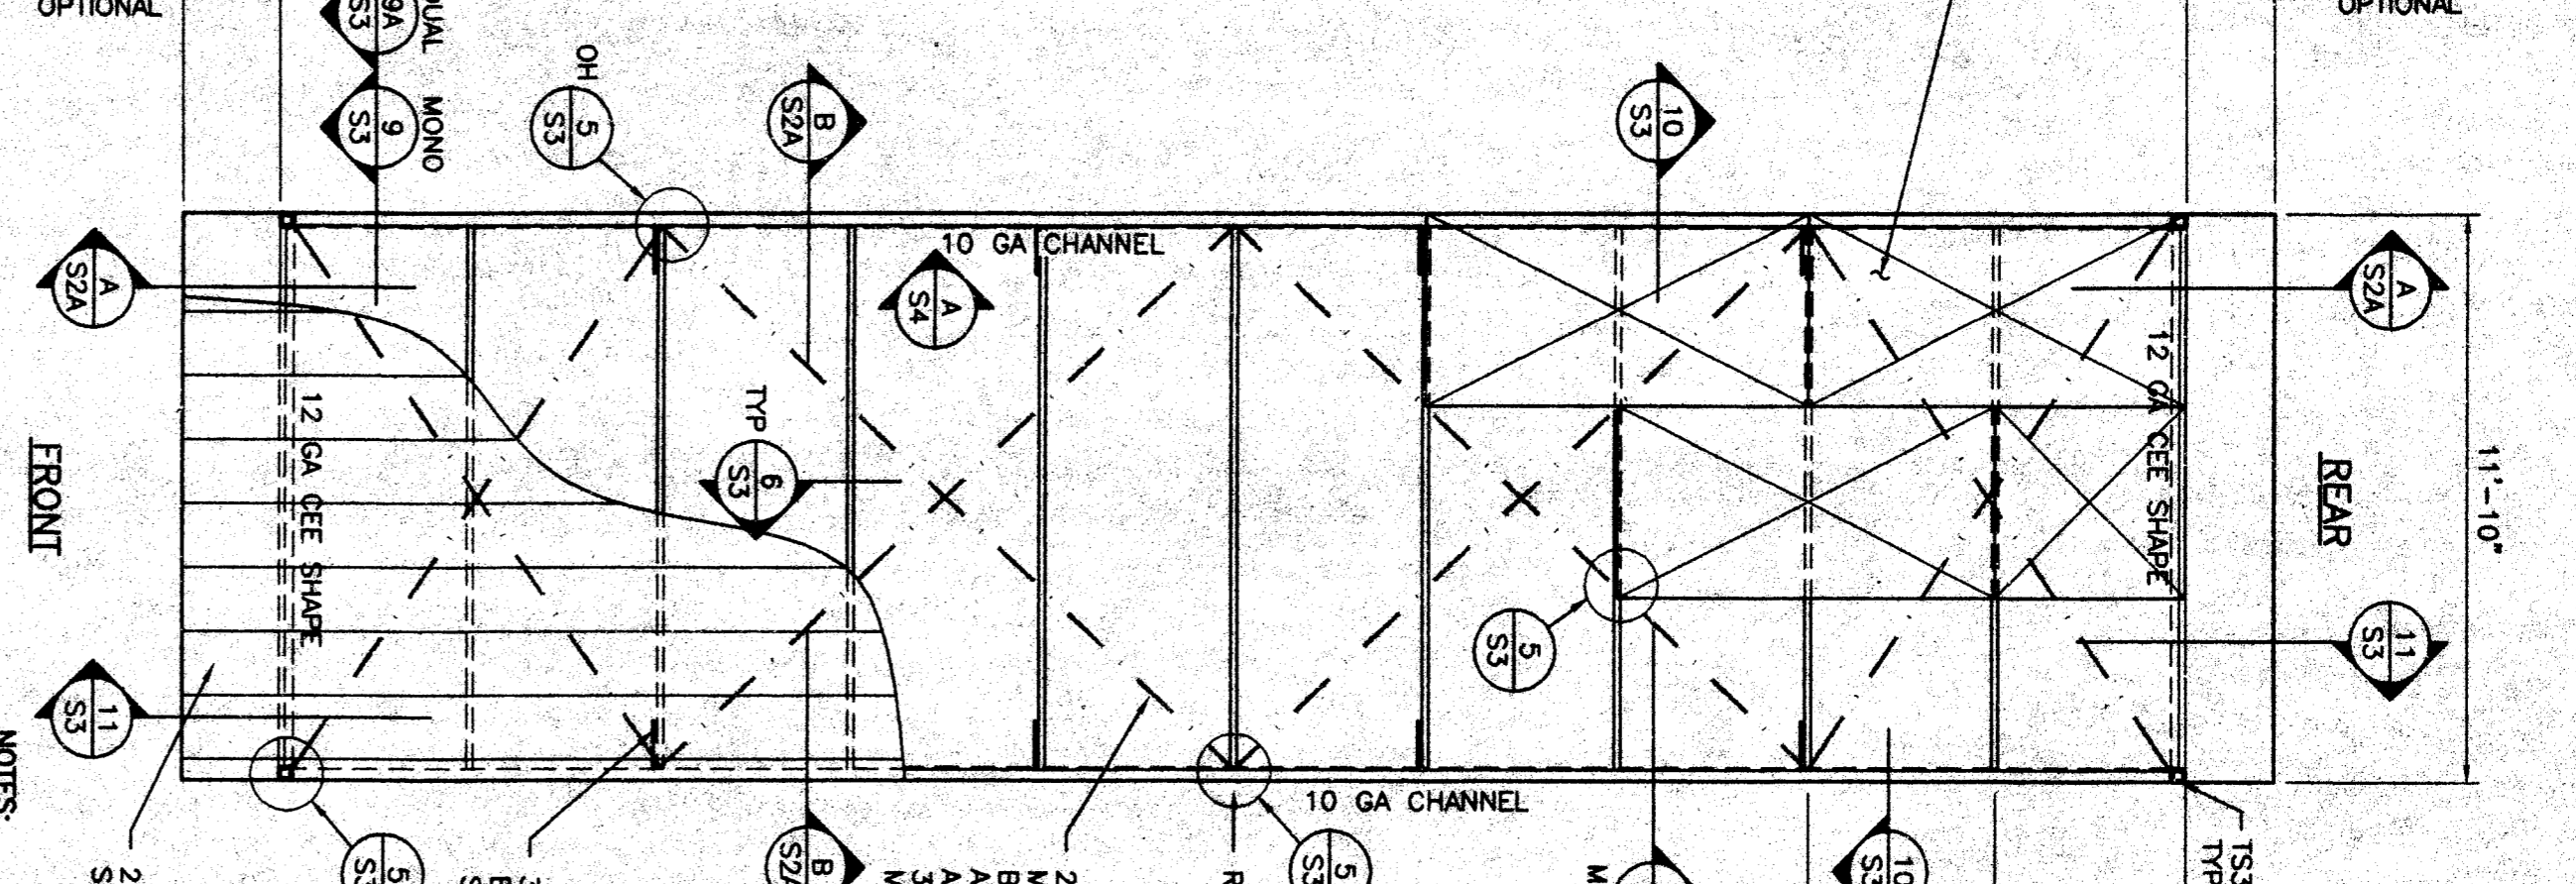 OPTIONAL
OPTIONAL
DUAL
9A
S3
MONO
9
S3
OH
5
S3
B
S2A
10
S3
10 GA CHANNEL
A
S2A
A
S4
A
S2A
12 GA CEE SHAPE
12 GA CEE SHAPE
TYP
6
S3
FRONT
REAR
11'-10"
5
S3
11
S3
11
S3
10 GA CHANNEL
NOTES:
5
B
5
S3
10
S3
TS3
TYP